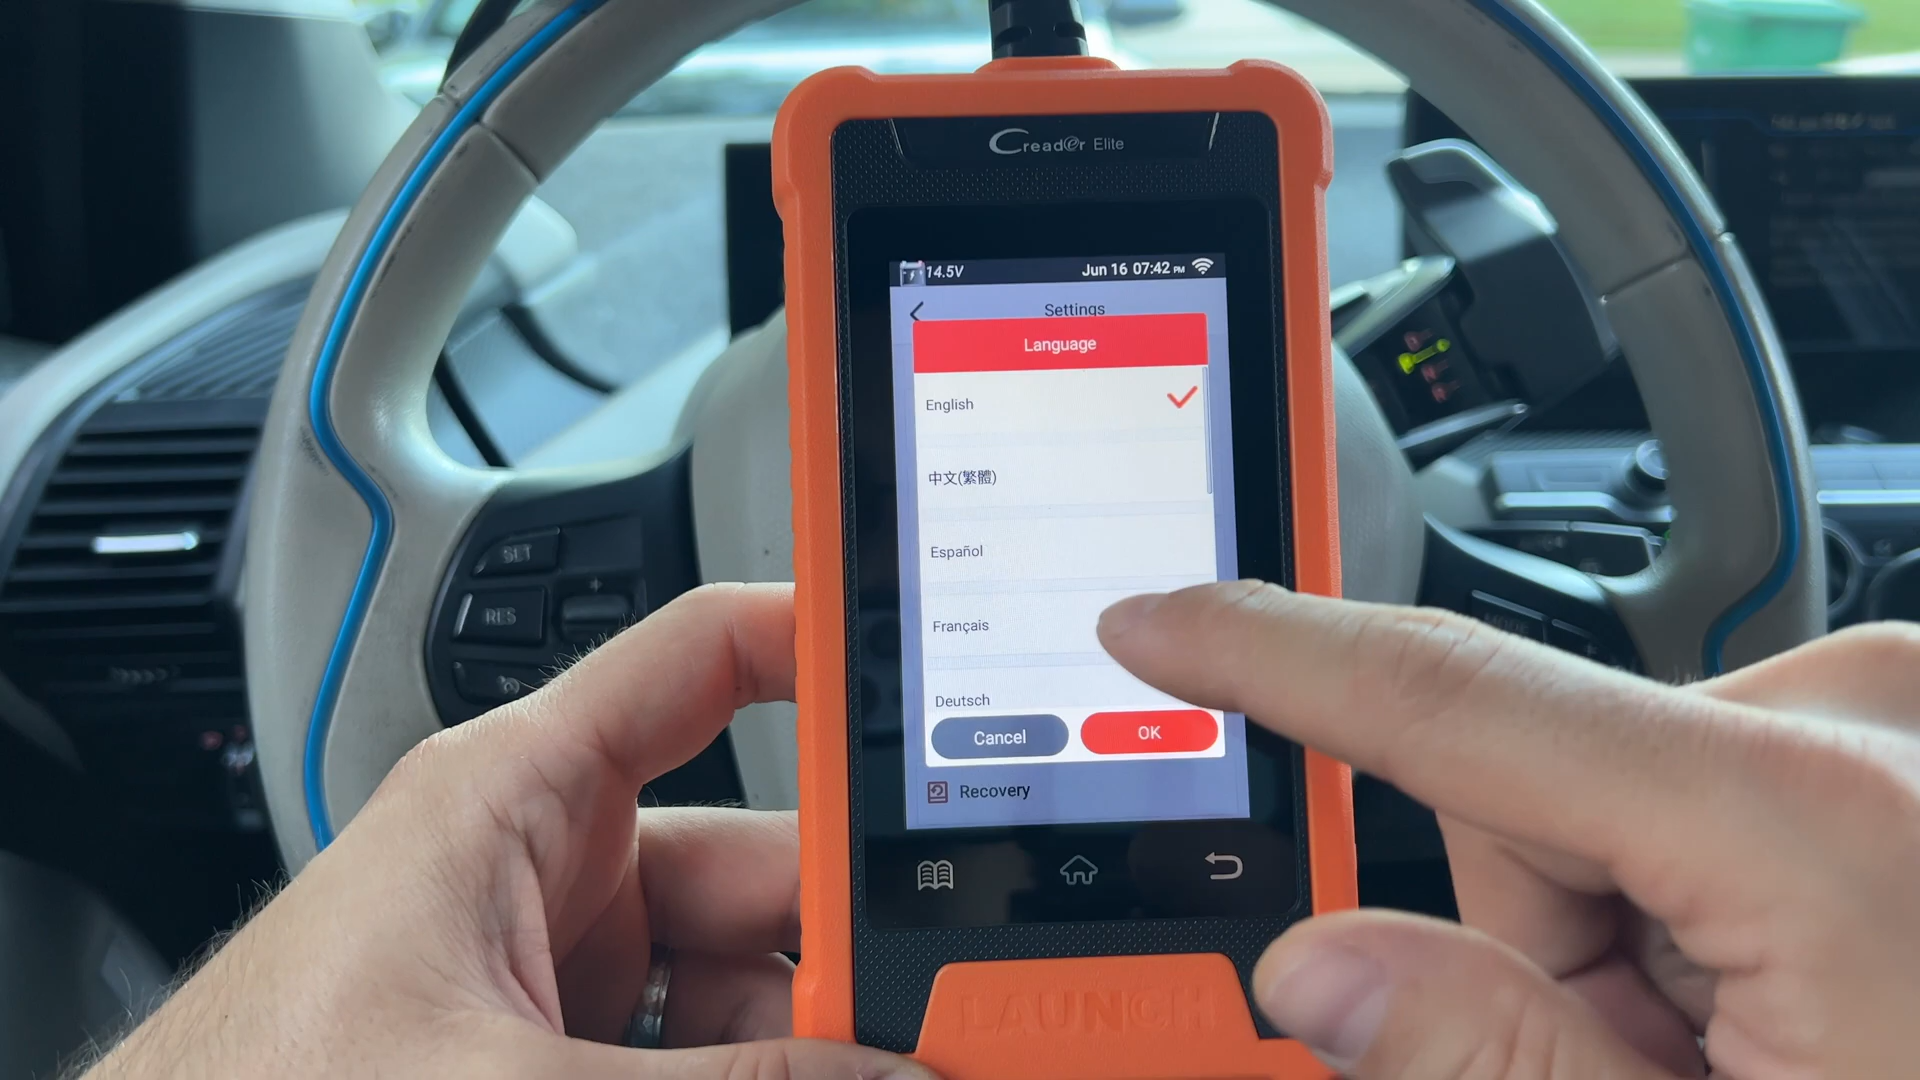 Creader Elite
14.5V
Jun 16 07:42 PM
Settings
Language
English
中文(繁體)
Español
Français
Deutsch
Cancel
OK
Recovery
LAUNCH
SET
RES
+
MODE